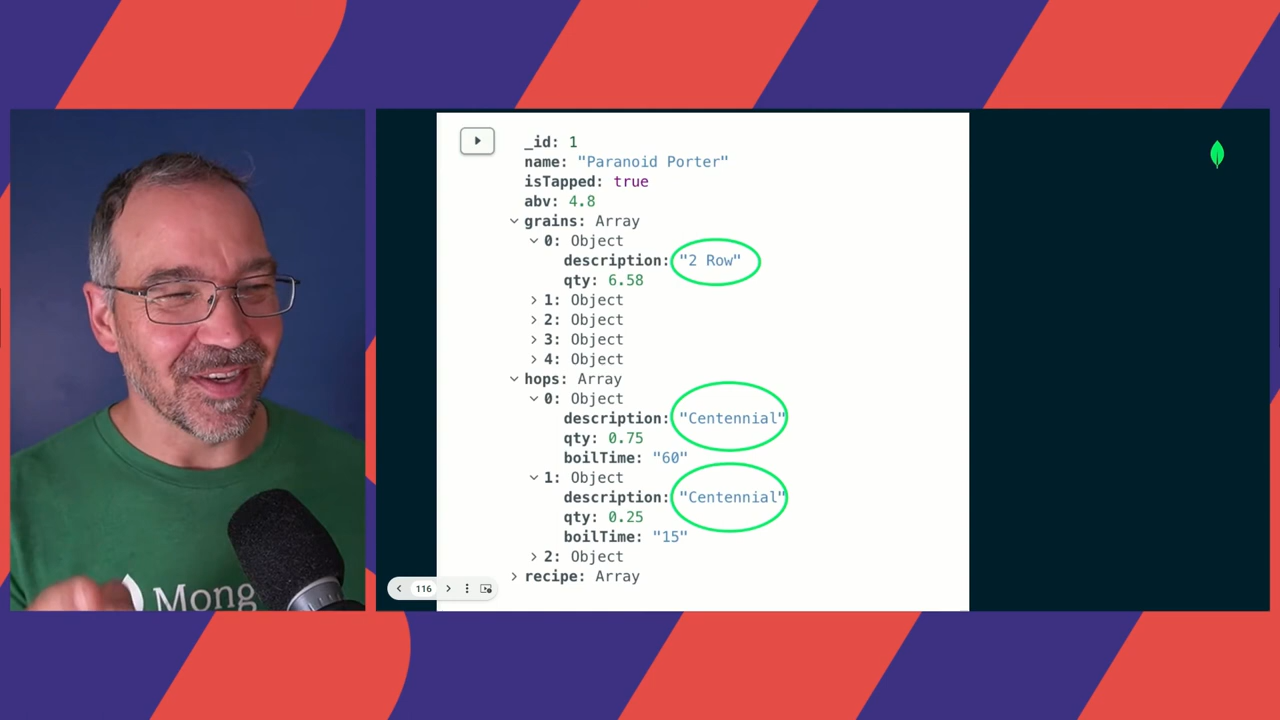 _id: 1
name: "Paranoid Porter"
isTapped: true
abv: 4.8
grains: Array
0: Object
description: "2 Row"
qty: 6.58
1: Object
2: Object
3: Object
4: Object
hops: Array
0: Object
description: "Centennial"
qty: 0.75
boilTime: "60"
1: Object
description: "Centennial"
qty: 0.25
boilTime: "15"
2: Object
recipe: Array
116
Mong